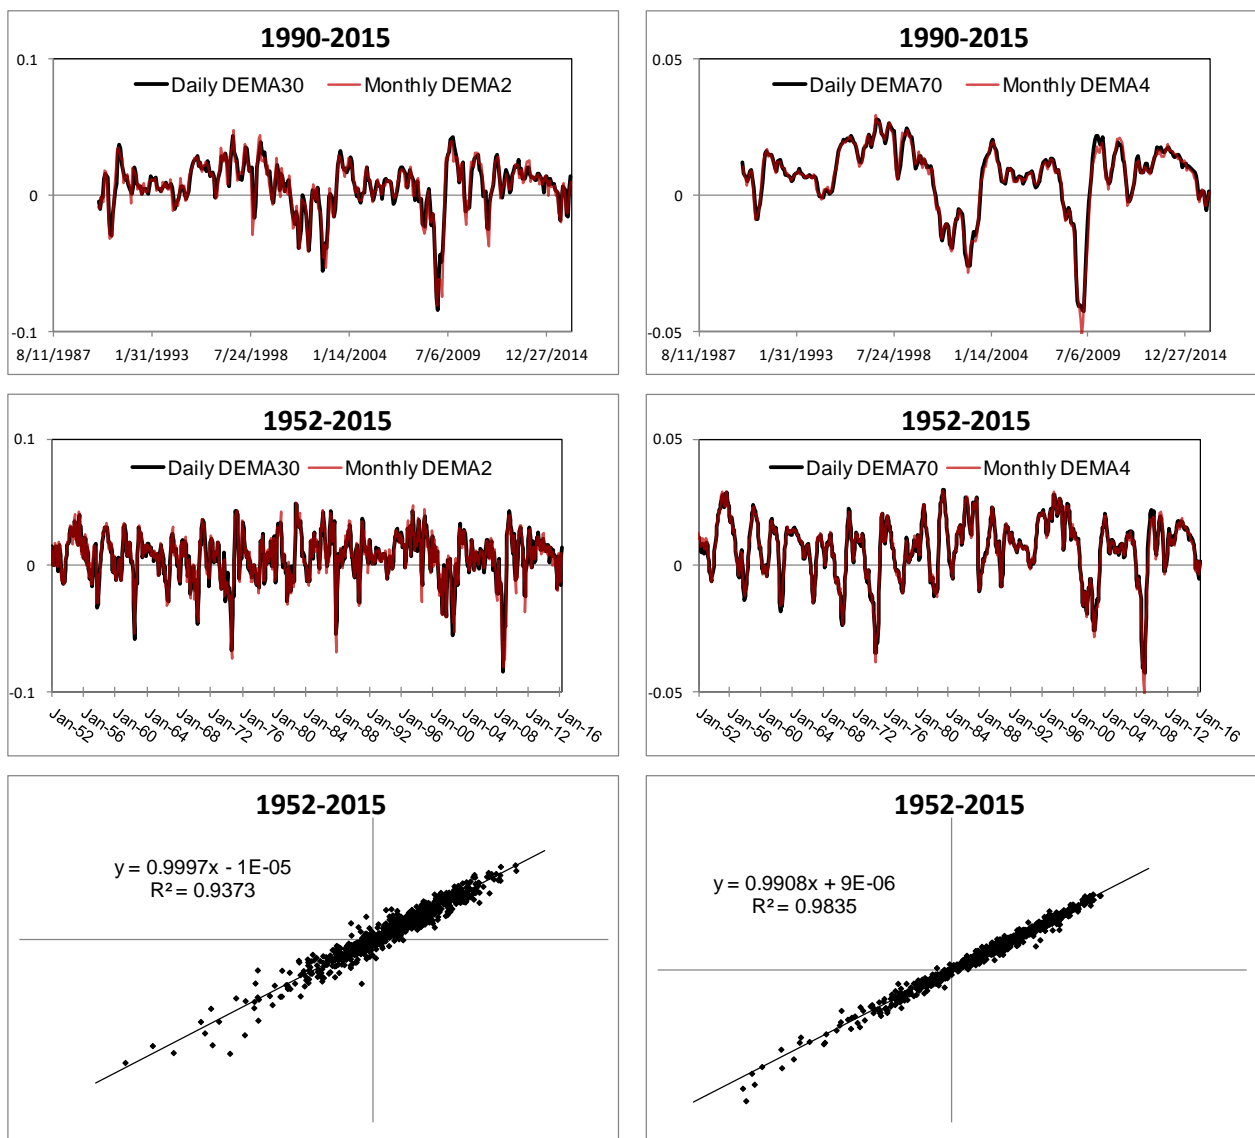 1990-2015
0.1
Daily DEMA30 Monthly DEMA2
0
-0.1
8/11/1987 1/31/1993 7/24/1998 1/14/2004 7/6/2009 12/27/2014
1990-2015
0.05
Daily DEMA70 Monthly DEMA4
0
-0.05
8/11/1987 1/31/1993 7/24/1998 1/14/2004 7/6/2009 12/27/2014
1952-2015
0.1
Daily DEMA30 Monthly DEMA2
0
-0.1
Jan-52 Jan-56 Jan-60 Jan-64 Jan-68 Jan-72 Jan-76 Jan-80 Jan-84 Jan-88 Jan-92 Jan-96 Jan-00 Jan-04 Jan-08 Jan-12 Jan-16
1952-2015
0.05
Daily DEMA70 Monthly DEMA4
0
-0.05
Jan-52 Jan-56 Jan-60 Jan-64 Jan-68 Jan-72 Jan-76 Jan-80 Jan-84 Jan-88 Jan-92 Jan-96 Jan-00 Jan-04 Jan-08 Jan-12 Jan-16
1952-2015
y = 0.9997x - 1E-05
R² = 0.9373
1952-2015
y = 0.9908x + 9E-06
R² = 0.9835